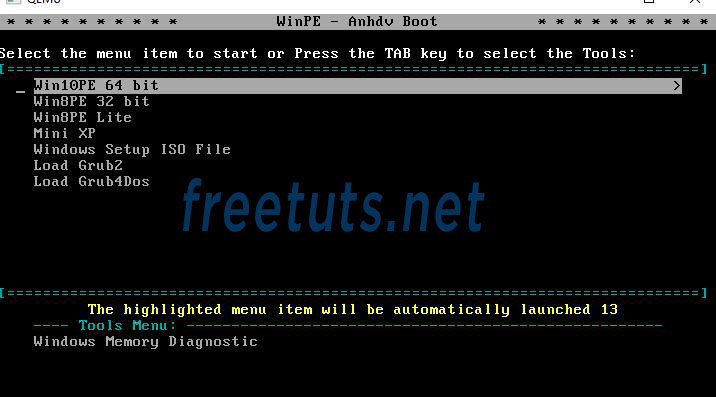 QEMU
* * * * * * * * * * WinPE - Anhdv Boot * * * * * * * * * *
Select the menu item to start or Press the TAB key to select the Tools:
[=============================================================================]
_ Win10PE 64 bit >
Win8PE 32 bit
Win8PE Lite
Mini XP
Windows Setup ISO File
Load Grub2
Load Grub4Dos
freetuts.net
[=============================================================================]
The highlighted menu item will be automatically launched 13
---- Tools Menu: -----------------------------------------------------
Windows Memory Diagnostic